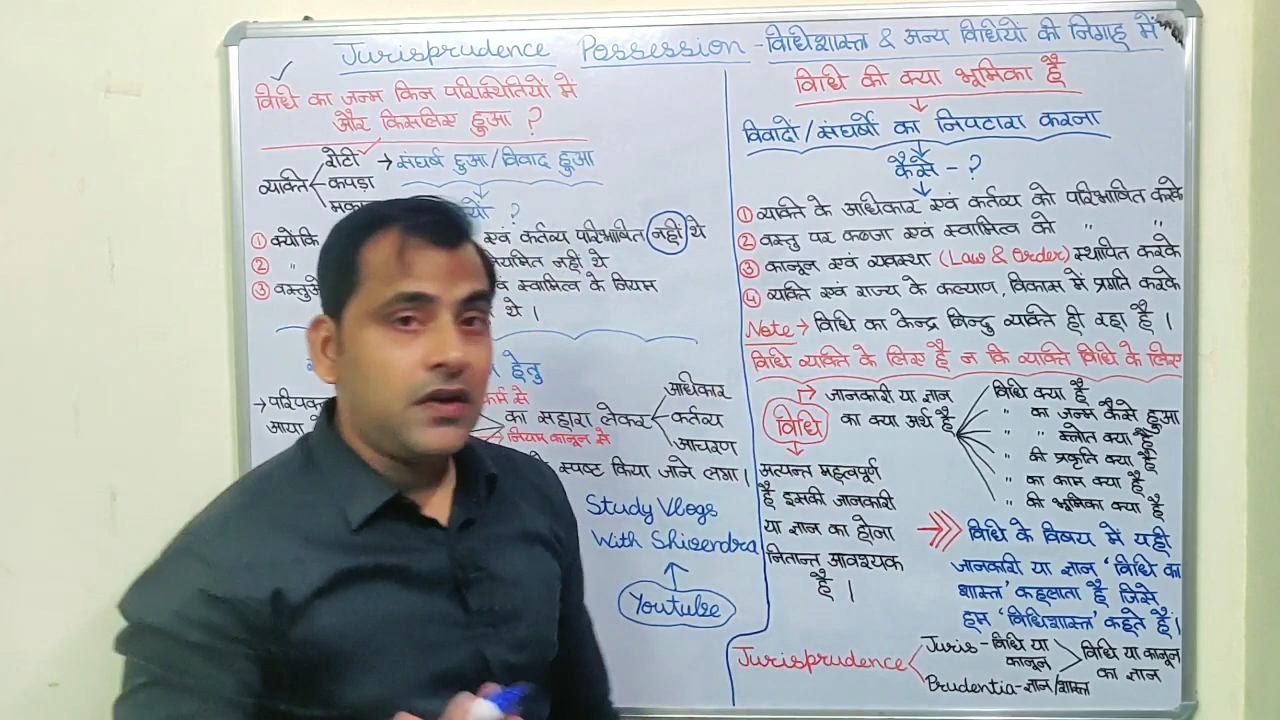 Jurisprudence Possession - विधिशास्त्र & अन्य विधियों की निगाह में
विधि का जन्म किन परिस्थितियों में
और किसलिए हुआ ?
व्यक्ति
रोटी
कपड़ा
→ संघर्ष हुआ / विवाद हुआ
?
① क्योंकि एवं कर्तव्य परिभाषित नहीं थे
② " नियमित नहीं थे
③ स्वामित्व के नियम
थे ।
हेतु
आया
से
का सहारा लेकर
→ नियम कानून से
अधिकार
कर्तव्य
आचरण
स्पष्ट किया जाने लगा ।
Study Vlogs
With Shivendra
Youtube
विधि की क्या भूमिका है
विवादों / संघर्षो का निपटारा करना
कैसे - ?
① व्यक्ति के अधिकार एवं कर्तव्य को परिभाषित करके
② वस्तु पर कब्जा एवं स्वामित्व को " "
③ कानून एवं व्यवस्था (Law & Order) स्थापित करके
④ व्यक्ति एवं राज्य के कल्याण, विकास में प्रगति करके
Note → विधि का केन्द्र बिन्दु व्यक्ति ही रहा है ।
विधि व्यक्ति के लिए है न कि व्यक्ति विधि के लिए
विधि
→ जानकारी या ज्ञान
का क्या अर्थ है
विधि क्या है
" का जन्म कैसे हुआ
" " स्त्रोत क्या है
" की प्रकृति क्या है
" का काम क्या है
" की भूमिका क्या है
अत्यन्त महत्वपूर्ण
है इसकी जानकारी
या ज्ञान का होना
नितान्त आवश्यक
है ।
विधि के विषय में यही
जानकारी या ज्ञान 'विधि का
शास्त्र' कहलाता है जिसे
हम 'विधिशास्त्र' कहते हैं ।
Jurisprudence
Juris - विधि या
कानून
Prudentia - ज्ञान / शास्त्र
विधि या कानून
का ज्ञान